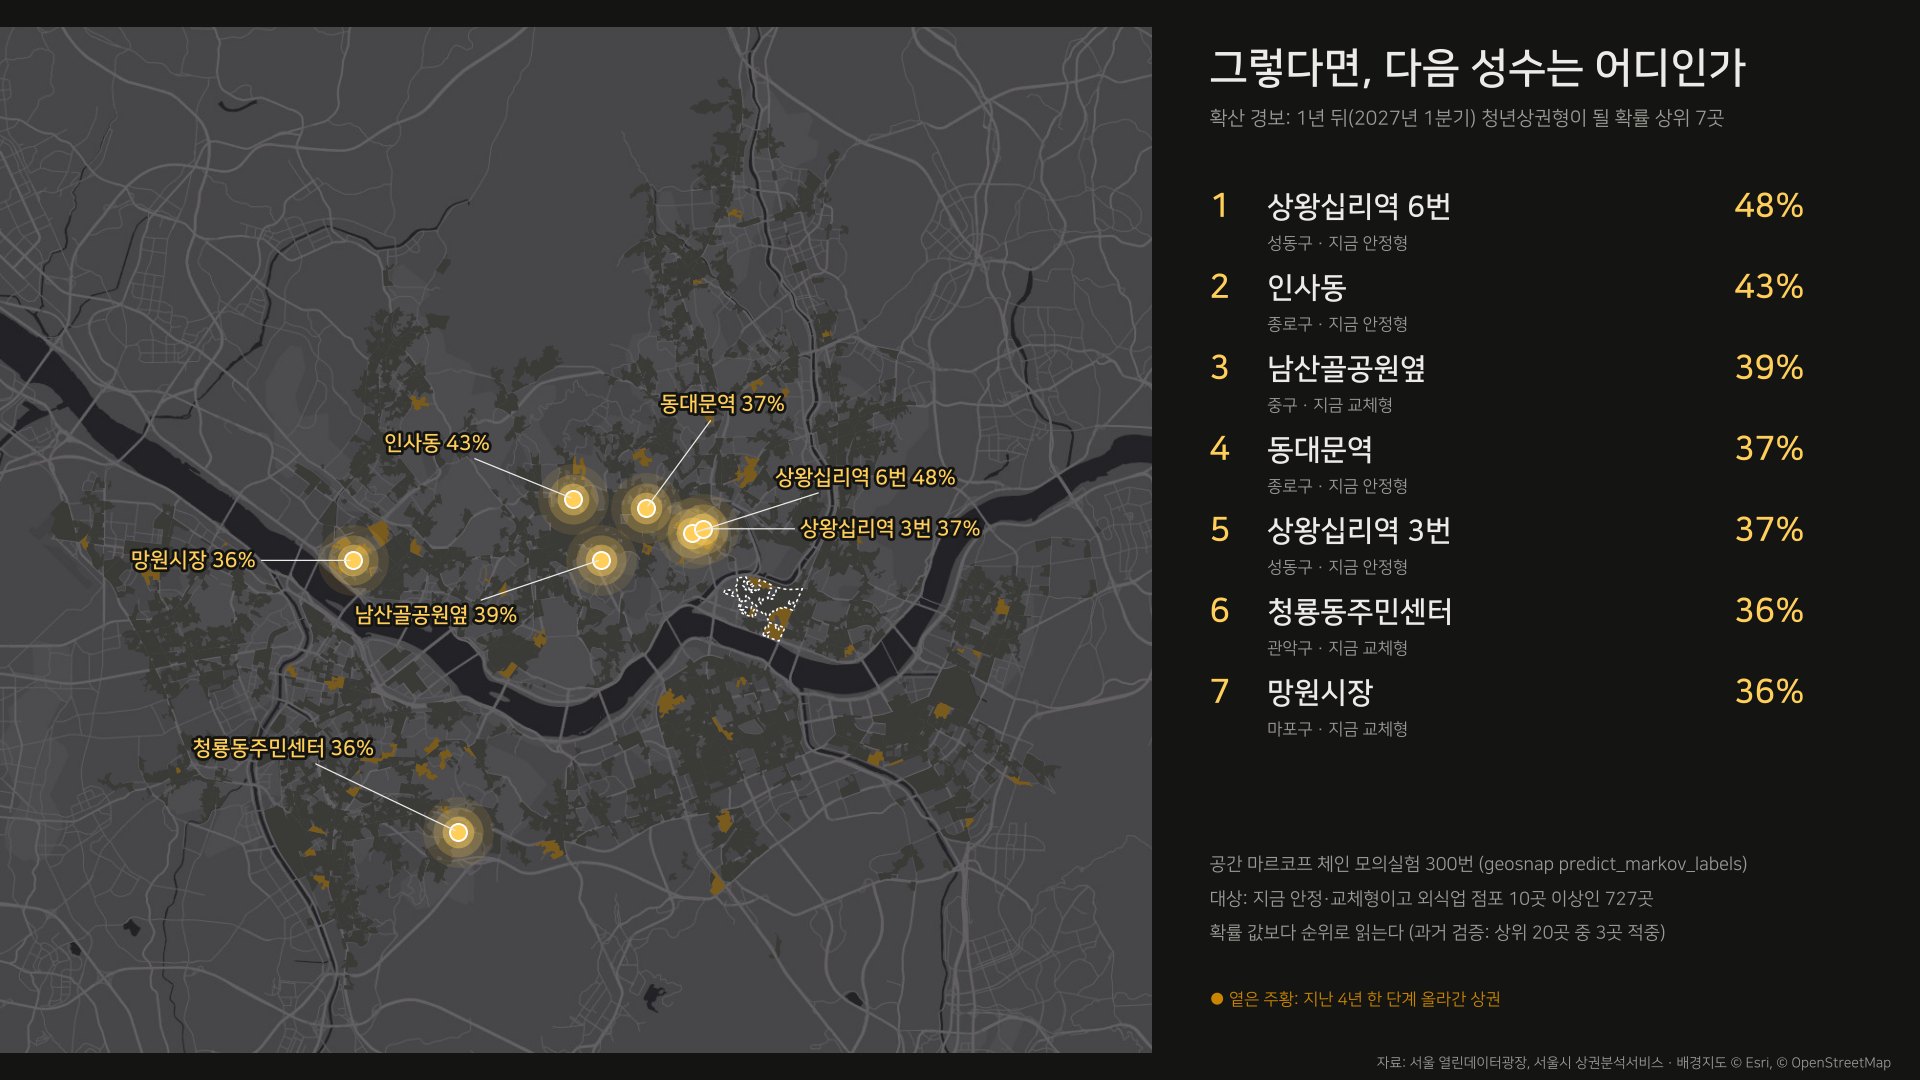 그렇다면, 다음 성수는 어디인가
확산 경보: 1년 뒤(2027년 1분기) 청년상권형이 될 확률 상위 7곳
1 상왕십리역 6번 48%
성동구 · 지금 안정형
2 인사동 43%
종로구 · 지금 안정형
3 남산골공원옆 39%
중구 · 지금 교체형
4 동대문역 37%
종로구 · 지금 안정형
5 상왕십리역 3번 37%
성동구 · 지금 안정형
6 청룡동주민센터 36%
관악구 · 지금 교체형
7 망원시장 36%
마포구 · 지금 교체형
공간 마르코프 체인 모의실험 300번 (geosnap predict_markov_labels)
대상: 지금 안정·교체형이고 외식업 점포 10곳 이상인 727곳
확률 값보다 순위로 읽는다 (과거 검증: 상위 20곳 중 3곳 적중)
옅은 주황: 지난 4년 한 단계 올라간 상권
자료: 서울 열린데이터광장, 서울시 상권분석서비스 · 배경지도 © Esri, © OpenStreetMap
동대문역 37%
인사동 43%
상왕십리역 6번 48%
상왕십리역 3번 37%
망원시장 36%
남산골공원옆 39%
청룡동주민센터 36%